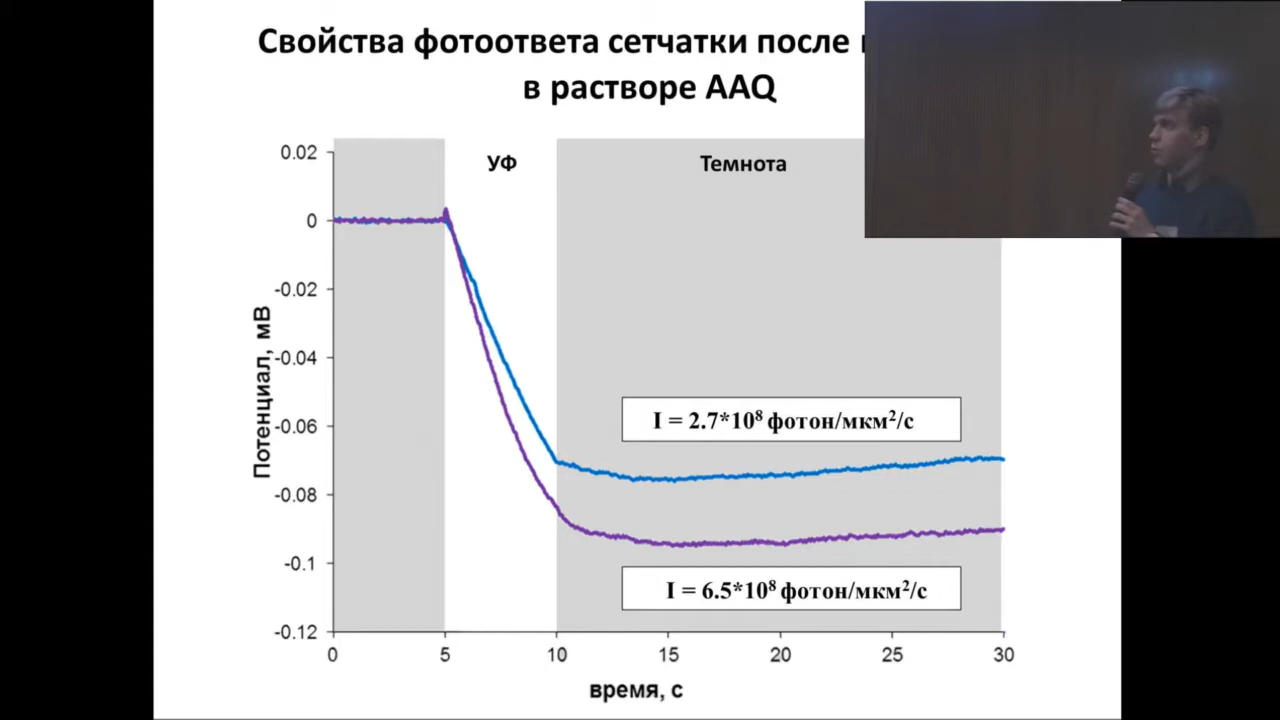 Свойства фотоответа сетчатки после
в растворе AAQ
УФ
Темнота
0.02
0
-0.02
-0.04
-0.06
-0.08
-0.1
-0.12
Потенциал, мВ
I = 2.7*10⁸ фотон/мкм²/с
I = 6.5*10⁸ фотон/мкм²/с
0 5 10 15 20 25 30
время, с